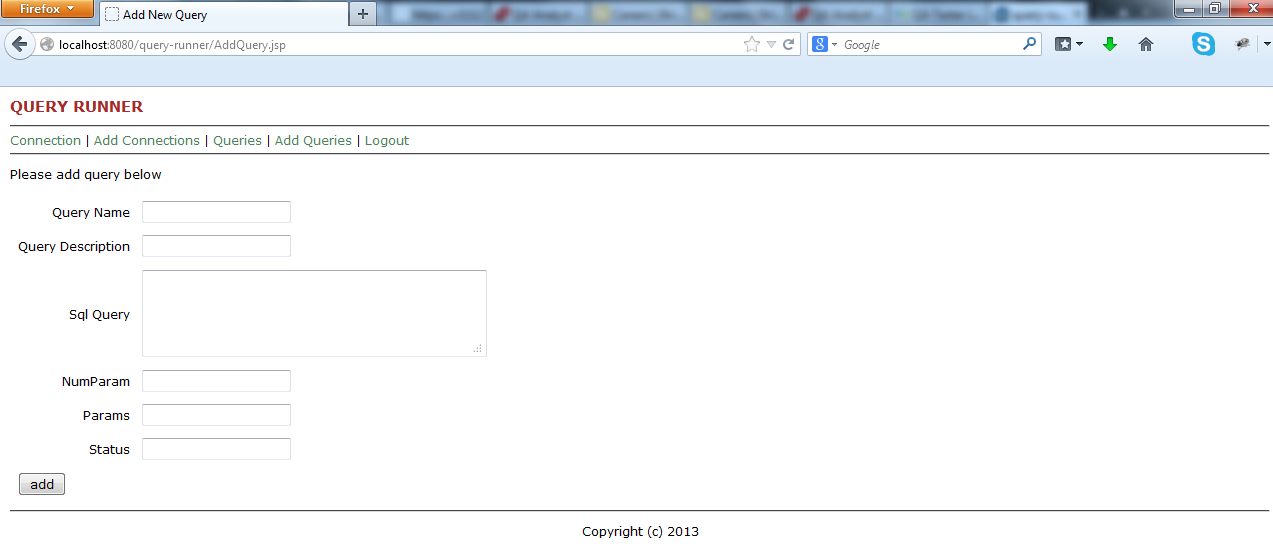 Firefox
Add New Query
localhost:8080/query-runner/AddQuery.jsp
Google
QUERY RUNNER
Connection | Add Connections | Queries | Add Queries | Logout
Please add query below
Query Name
Query Description
Sql Query
NumParam
Params
Status
add
Copyright (c) 2013